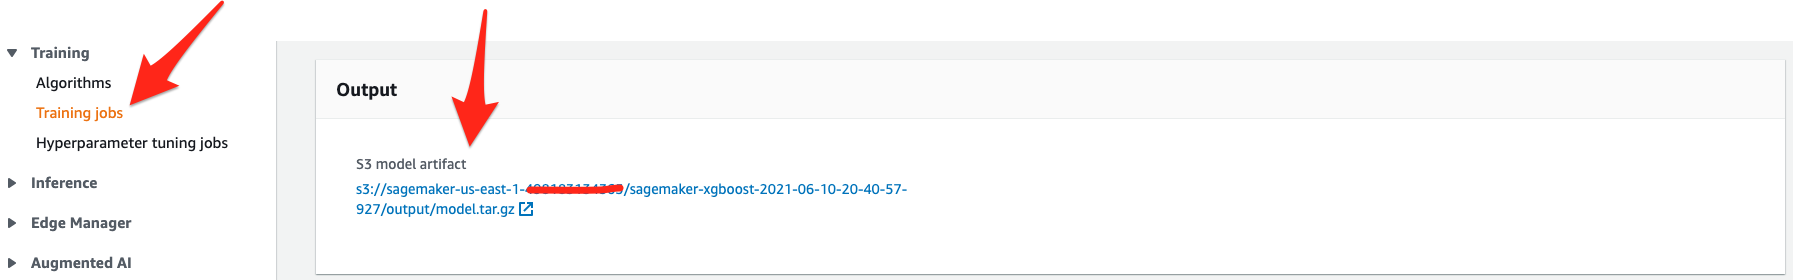 Training
Algorithms
Training jobs
Hyperparameter tuning jobs
Inference
Edge Manager
Augmented AI
Output
S3 model artifact
s3://sagemaker-us-east-1-/sagemaker-xgboost-2021-06-10-20-40-57-
927/output/model.tar.gz